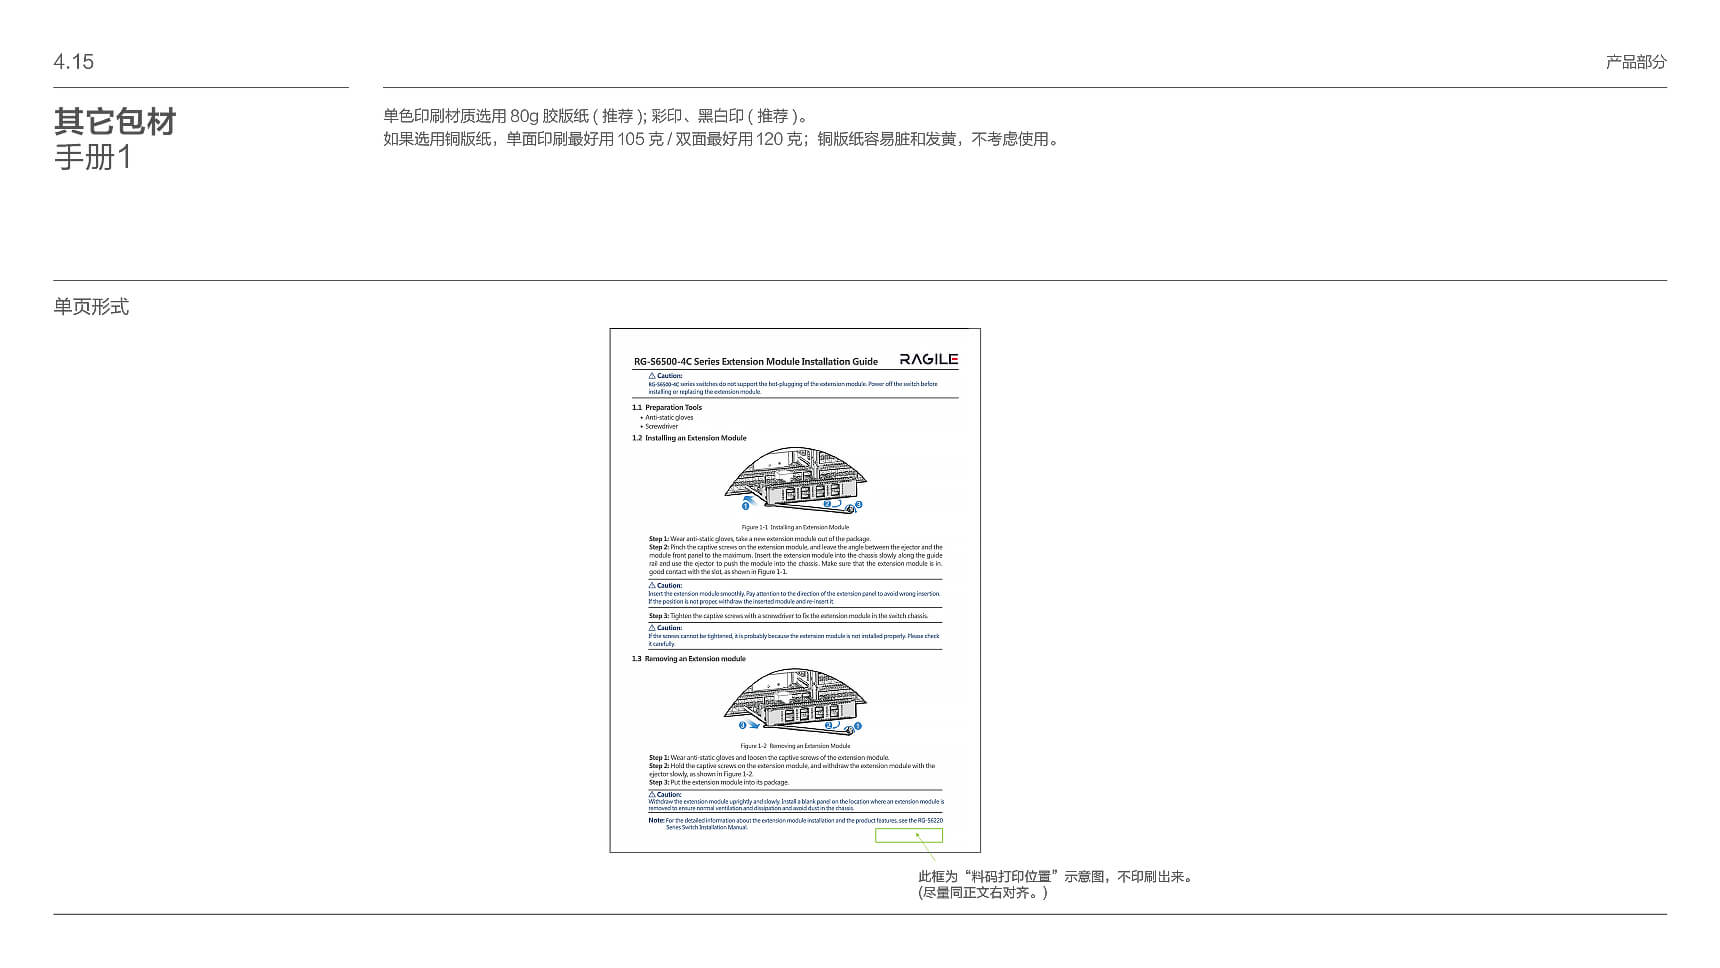 4.15
产品部分
其它包材
手册1
单色印刷材质选用 80g 胶版纸 ( 推荐 ); 彩印、黑白印 ( 推荐 )。
如果选用铜版纸，单面印刷最好用 105 克 / 双面最好用 120 克；铜版纸容易脏和发黄，不考虑使用。
单页形式
RG-S6500-4C Series Extension Module Installation Guide
RAGILE
Caution:
RG-S6500-4C series switches do not support the hot-plugging of the extension module. Power off the switch before
installing or replacing the extension module.
1.1 Preparation Tools
• Anti-static gloves
• Screwdriver
1.2 Installing an Extension Module
1
2
3
Figure 1-1 Installing an Extension Module
Step 1: Wear anti-static gloves, take a new extension module out of the package.
Step 2: Pinch the captive screws on the extension module, and leave the angle between the ejector and the
module front panel to the maximum. Insert the extension module into the chassis slowly along the guide
rail and use the ejector to push the module into the chassis. Make sure that the extension module is in
good contact with the slot, as shown in Figure 1-1.
Caution:
Insert the extension module smoothly. Pay attention to the direction of the extension panel to avoid wrong insertion.
If the position is not proper, withdraw the inserted module and re-insert it.
Step 3: Tighten the captive screws with a screwdriver to fix the extension module in the switch chassis.
Caution:
If the screws cannot be tightened, it is probably because the extension module is not installed properly. Please check
it carefully.
1.3 Removing an Extension module
3
2
1
Figure 1-2 Removing an Extension Module
Step 1: Wear anti-static gloves and loosen the captive screws of the extension module.
Step 2: Hold the captive screws on the extension module, and withdraw the extension module with the
ejector slowly, as shown in Figure 1-2.
Step 3: Put the extension module into its package.
Caution:
Withdraw the extension module uprightly and slowly. Install a blank panel on the location where an extension module is
removed to ensure normal ventilation and dissipation and avoid dust in the chassis.
Note: For the detailed information about the extension module installation and the product features, see the RG-S6220
Series Switch Installation Manual.
此框为“料码打印位置”示意图，不印刷出来。
(尽量同正文右对齐。)